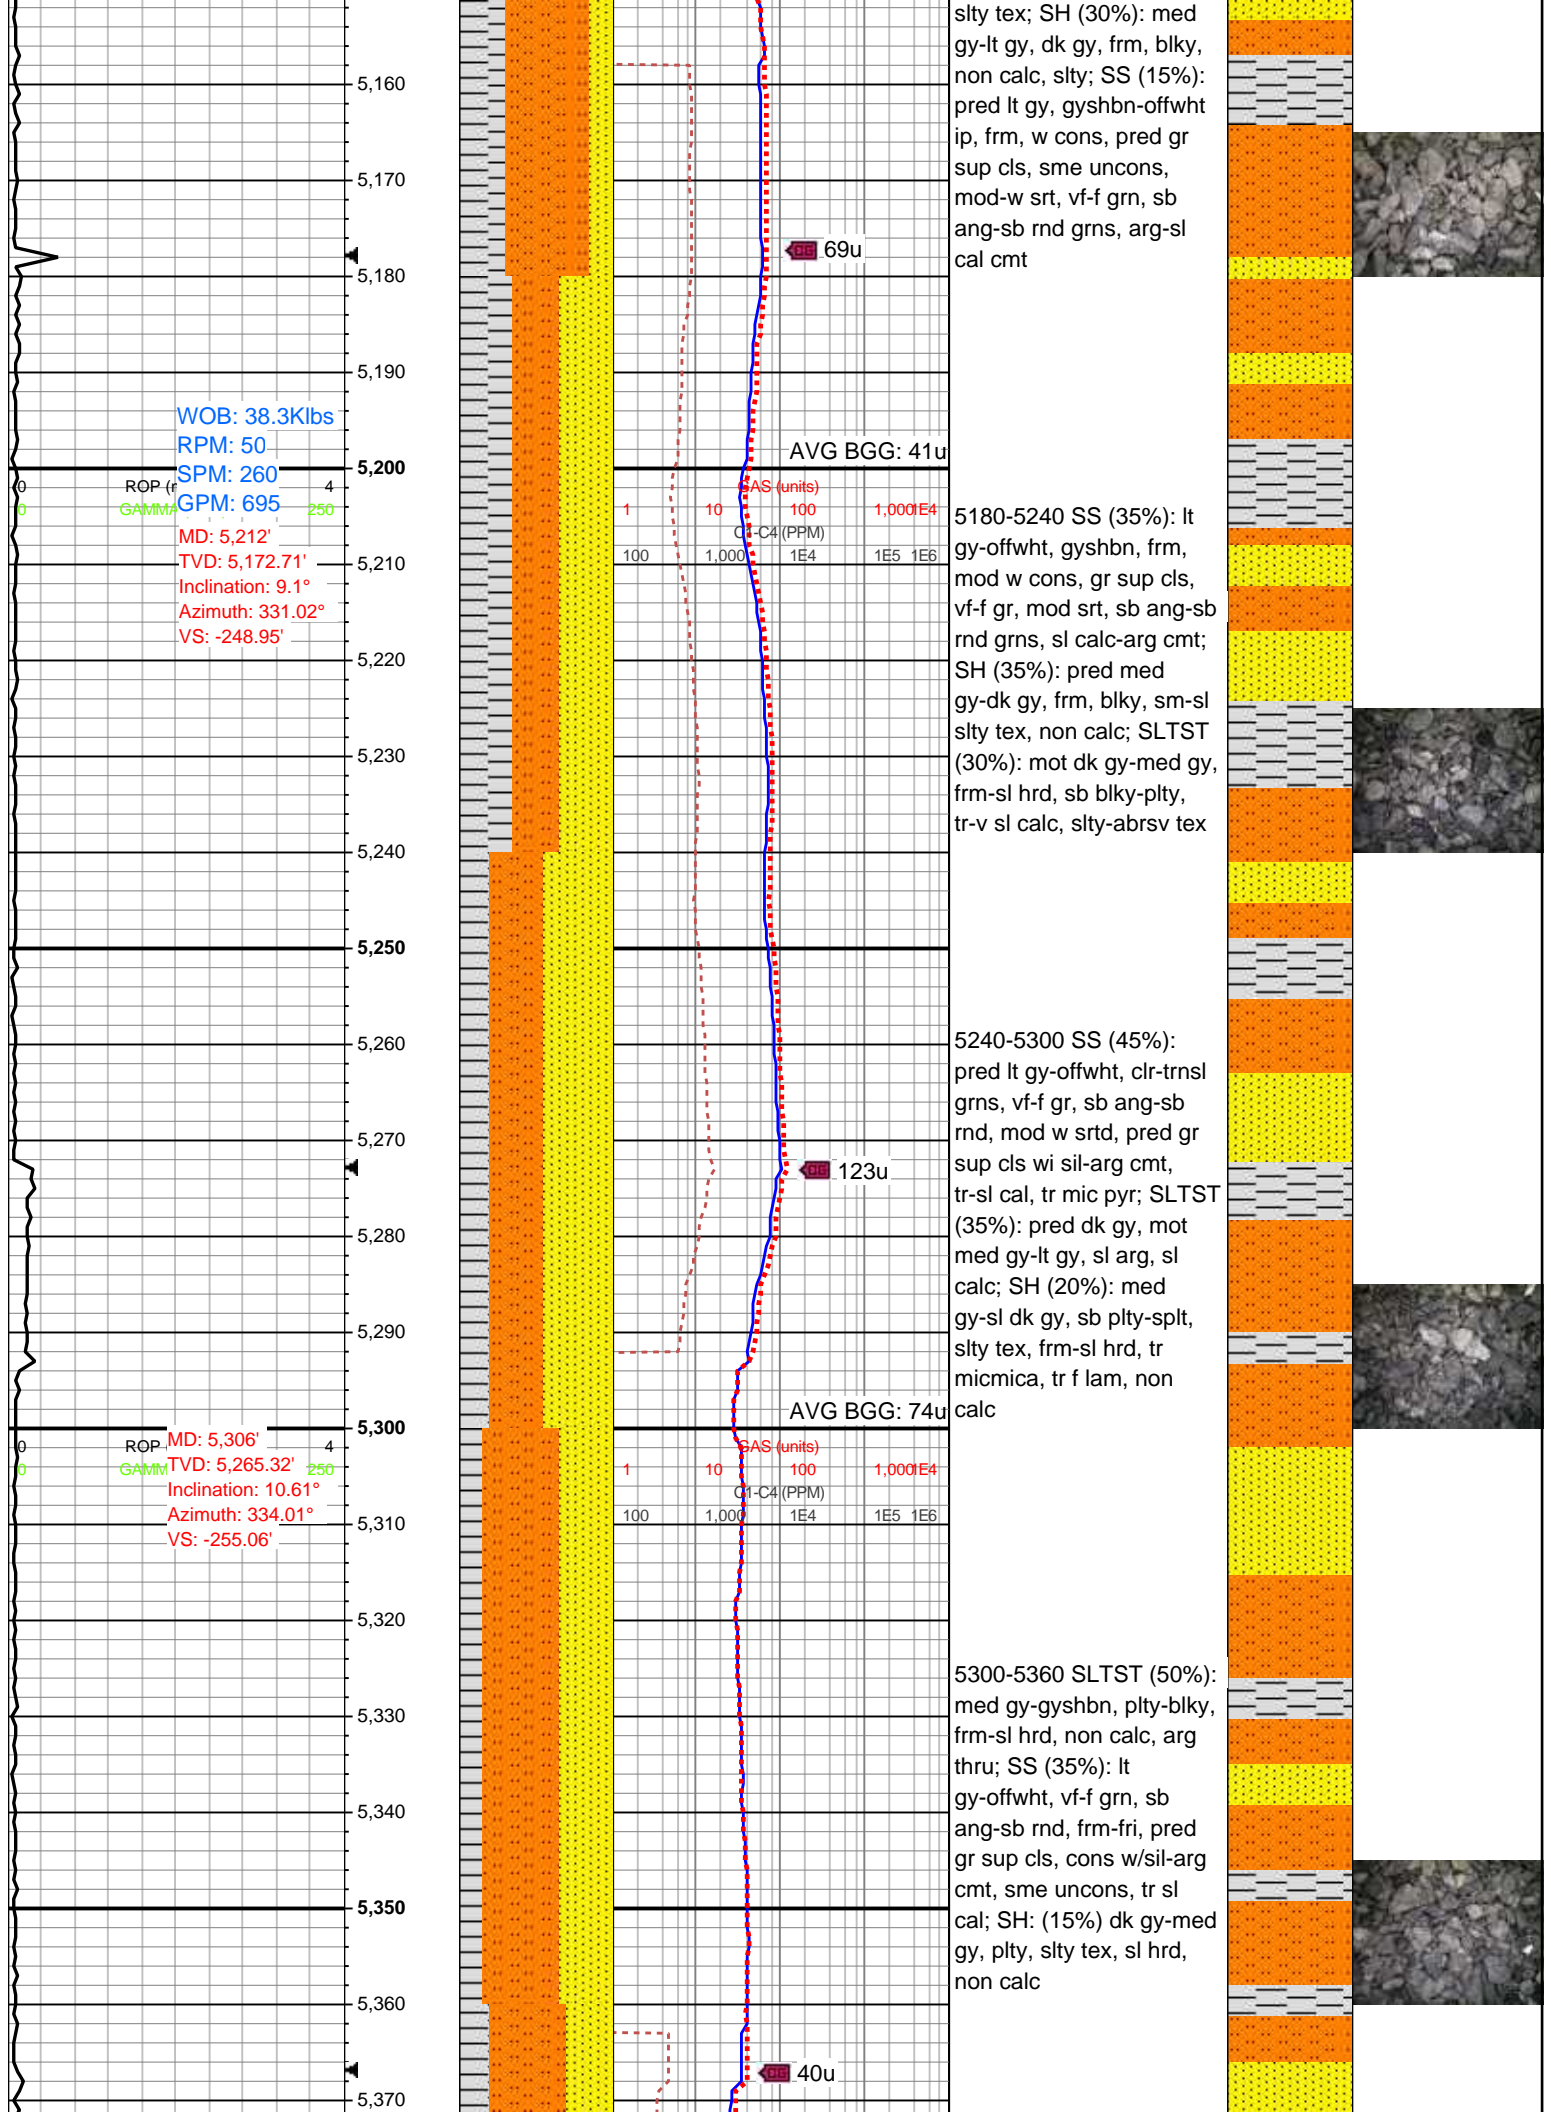 slty tex; SH (30%): med
gy-lt gy, dk gy, frm, blky,
non calc, slty; SS (15%):
pred lt gy, gyshbn-offwht
ip, frm, w cons, pred gr
sup cls, sme uncons,
mod-w srt, vf-f grn, sb
ang-sb rnd grns, arg-sl
cal cmt
5,160
5,170
CG 69u
5,180
5,190
WOB: 38.3Klbs
RPM: 50
SPM: 260
GPM: 695
AVG BGG: 41u
5,200
0 ROP 4
0 GAMMA 250
GAS (units)
1 10 100 1,000 1E4
C1-C4 (PPM)
100 1,000 1E4 1E5 1E6
MD: 5,212'
TVD: 5,172.71'
Inclination: 9.1°
Azimuth: 331.02°
VS: -248.95'
5,210
5,220
5,230
5,240
5180-5240 SS (35%): lt
gy-offwht, gyshbn, frm,
mod w cons, gr sup cls,
vf-f gr, mod srt, sb ang-sb
rnd grns, sl calc-arg cmt;
SH (35%): pred med
gy-dk gy, frm, blky, sm-sl
slty tex, non calc; SLTST
(30%): mot dk gy-med gy,
frm-sl hrd, sb blky-plty,
tr-v sl calc, slty-abrsv tex
5,250
5,260
5,270
CG 123u
5,280
5,290
5240-5300 SS (45%):
pred lt gy-offwht, clr-trnsl
grns, vf-f gr, sb ang-sb
rnd, mod w srtd, pred gr
sup cls wi sil-arg cmt,
tr-sl cal, tr mic pyr; SLTST
(35%): pred dk gy, mot
med gy-lt gy, sl arg, sl
calc; SH (20%): med
gy-sl dk gy, sb plty-splt,
slty tex, frm-sl hrd, tr
micmica, tr f lam, non
calc
AVG BGG: 74u
5,300
0 ROP 4
0 GAMM 250
GAS (units)
1 10 100 1,000 1E4
C1-C4 (PPM)
100 1,000 1E4 1E5 1E6
MD: 5,306'
TVD: 5,265.32'
Inclination: 10.61°
Azimuth: 334.01°
VS: -255.06'
5,310
5,320
5,330
5,340
5,350
5,360
5300-5360 SLTST (50%):
med gy-gyshbn, plty-blky,
frm-sl hrd, non calc, arg
thru; SS (35%): lt
gy-offwht, vf-f grn, sb
ang-sb rnd, frm-fri, pred
gr sup cls, cons w/sil-arg
cmt, sme uncons, tr sl
cal; SH: (15%) dk gy-med
gy, plty, slty tex, sl hrd,
non calc
CG 40u
5,370